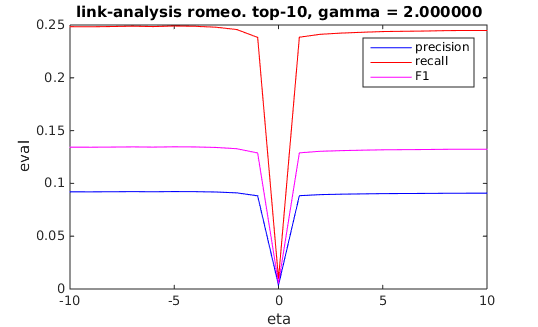 link-analysis romeo. top-10, gamma = 2.000000
precision
recall
F1
eval
0.25
0.2
0.15
0.1
0.05
0
-10
-5
0
5
10
eta